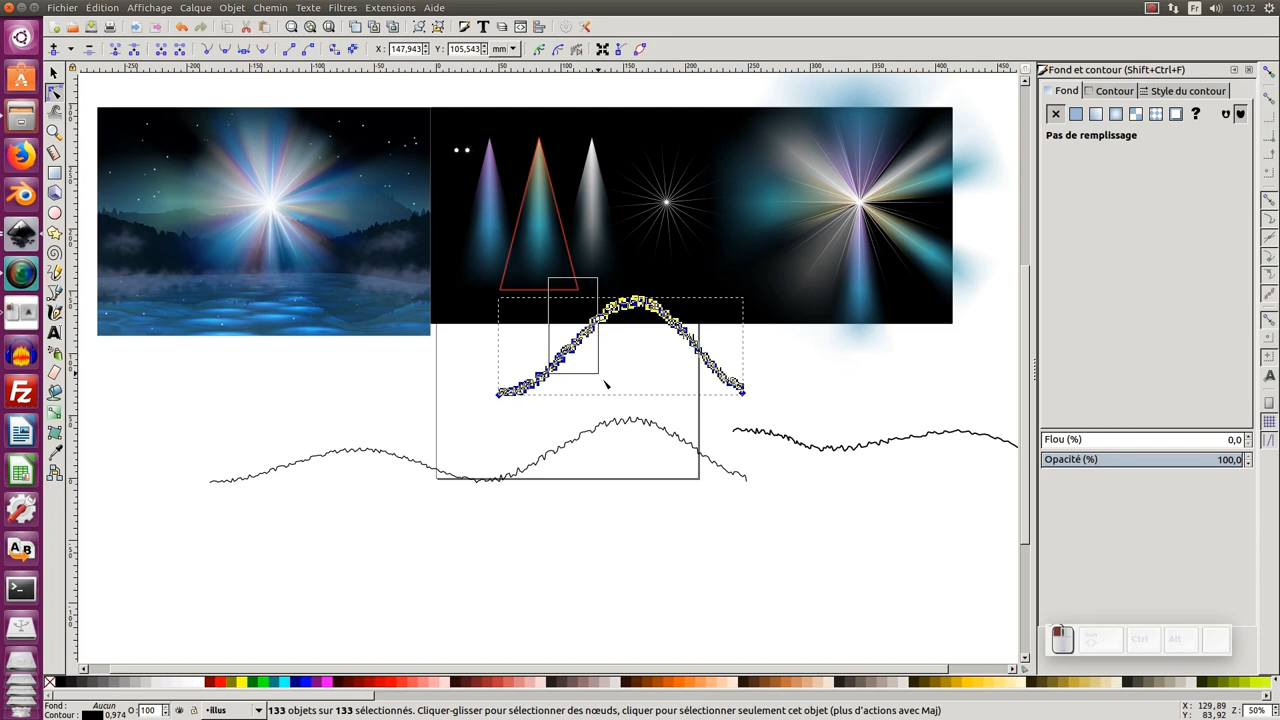 Fichier Édition Affichage Calque Objet Chemin Texte Filtres Extensions Aide
Fr
10:12
X : 147,943
Y : 105,543
mm
Fond et contour (Shift+Ctrl+F)
Fond
Contour
Style du contour
?
Pas de remplissage
Flou (%)
0,0
Opacité (%)
100,0
Ctrl
Alt
Fond :
Aucun
Contour :
0,974
O : 100
illus
133 objets sur 133 sélectionnés. Cliquer-glisser pour sélectionner des nœuds, cliquer pour sélectionner seulement cet objet (plus d'actions avec Maj)
X : 129,89
Y : 83,92
Z : 50%